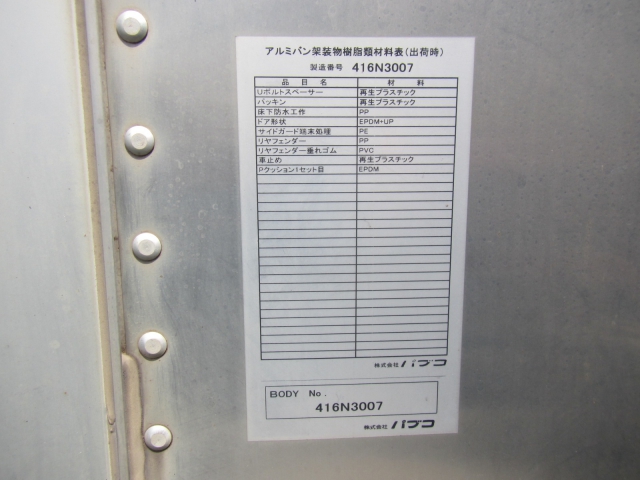 アルミバン架装物樹脂類材料表(出荷時)
製造番号 416N3007
品目名 材料
Uボルトスペーサー 再生プラスチック
パッキン 再生プラスチック
床下防水工作 PP
ドア形状 EPDM+UP
サイドガード端末処理 PE
リヤフェンダー PP
リヤフェンダー垂れゴム PVC
車止め 再生プラスチック
Pクッション1セット目 EPDM
株式会社パブコ
BODY No.
416N3007
株式会社パブコ